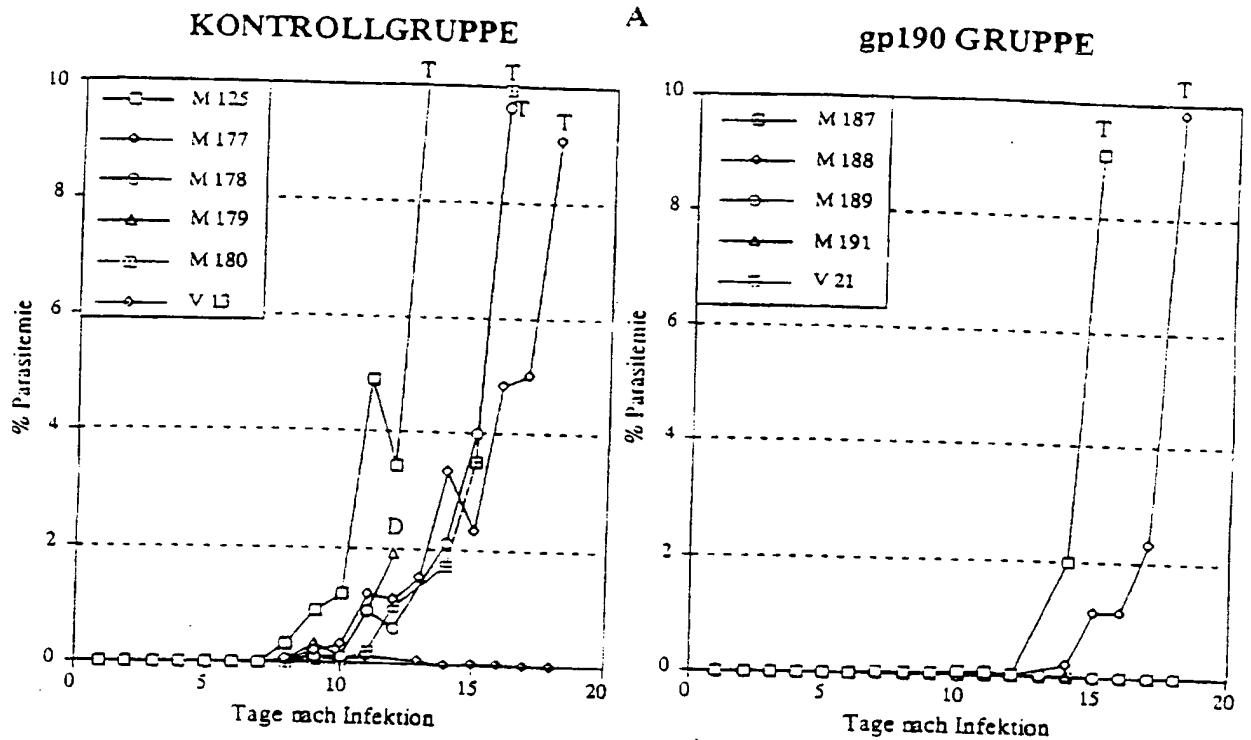 A
KONTROLLGRUPPE
T T
T T
M 125
M 177
M 178
M 179
M 180
V 13
D
10
8
6
4
2
0
% Parasitemie
0 5 10 15 20
Tage nach Infektion
gp190 GRUPPE
T
T
M 187
M 188
M 189
M 191
V 21
10
8
6
4
2
0
% Parasitemie
0 5 10 15 20
Tage nach Infektion